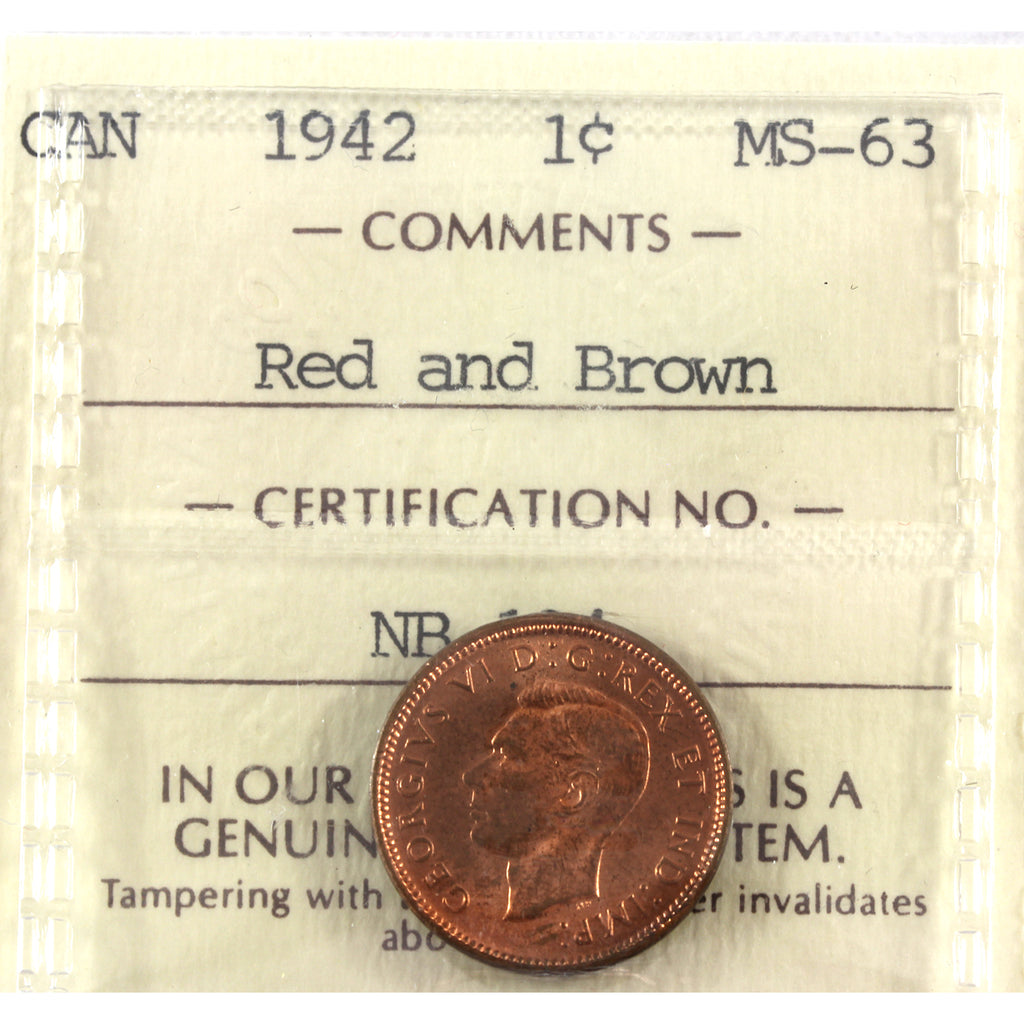 CAN 1942 1¢ MS-63
— COMMENTS —
Red and Brown
— CERTIFICATION NO. —
NB
GEORGIVS VI D:G:REX ET IND:IMP:
IN OUR IS A
GENUIN TEM.
Tampering with er invalidates
abo